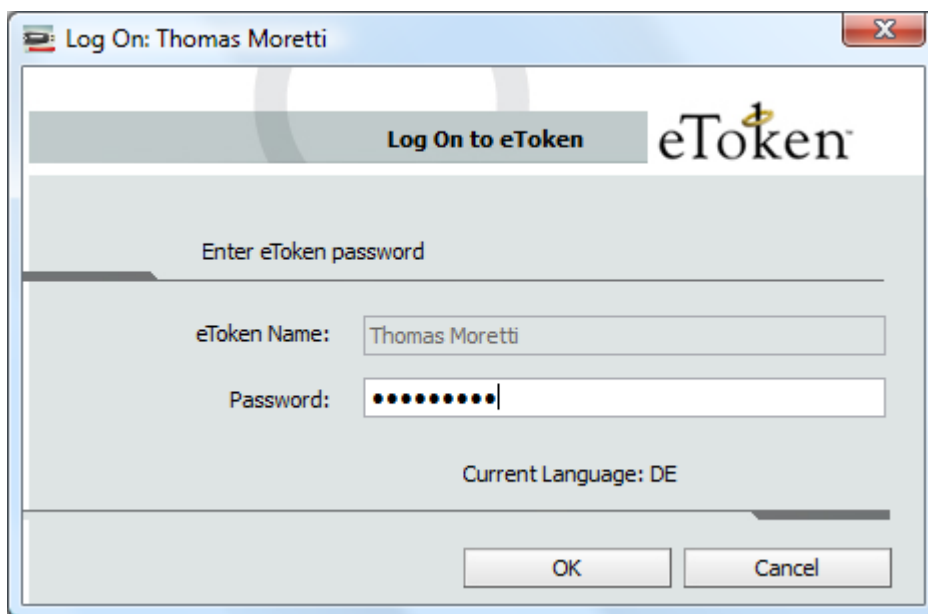 Log On: Thomas Moretti
Log On to eToken
eToken™
Enter eToken password
eToken Name: Thomas Moretti
Password: •••••••••
Current Language: DE
OK Cancel